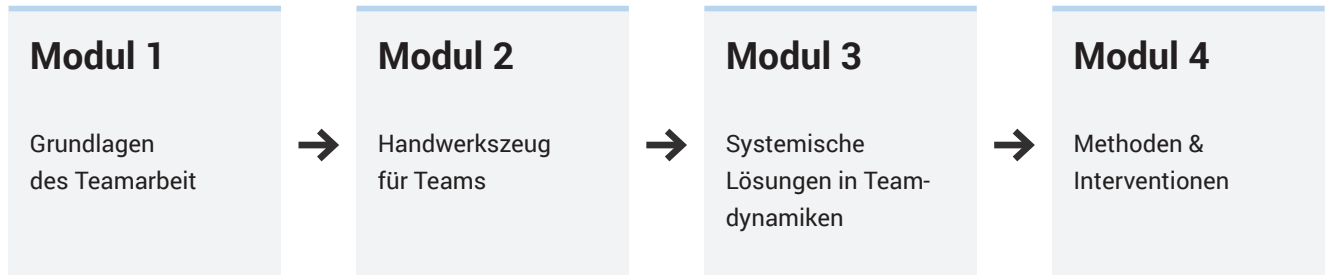 Modul 1
Grundlagen
des Teamarbeit
Modul 2
Handwerkszeug
für Teams
Modul 3
Systemische
Lösungen in Team-
dynamiken
Modul 4
Methoden &
Interventionen